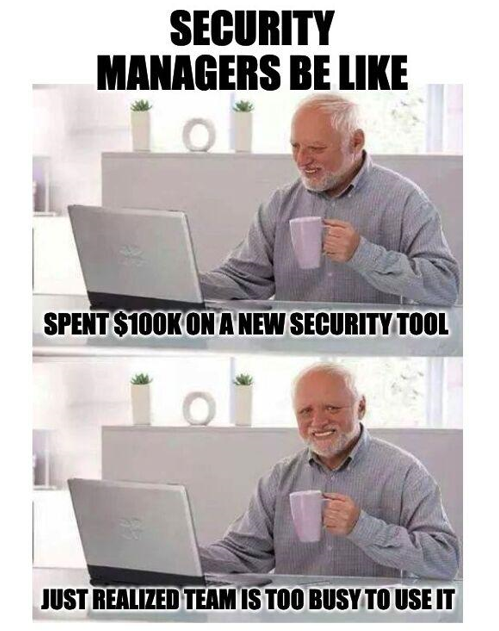 SECURITY
MANAGERS BE LIKE
SPENT $100K ON A NEW SECURITY TOOL
JUST REALIZED TEAM IS TOO BUSY TO USE IT